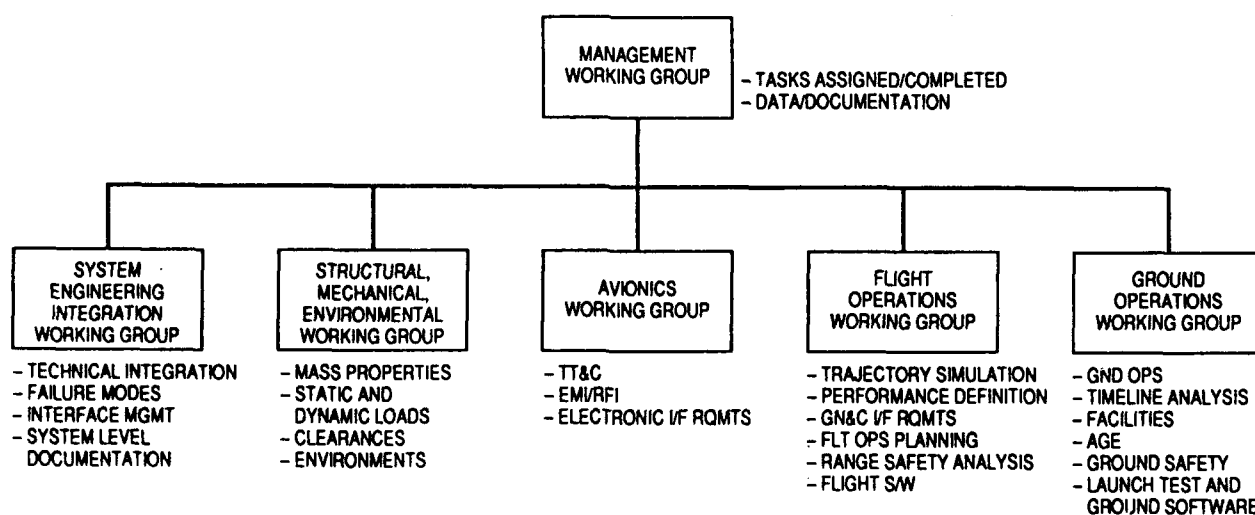 MANAGEMENT
WORKING GROUP
– TASKS ASSIGNED/COMPLETED
– DATA/DOCUMENTATION
SYSTEM
ENGINEERING
INTEGRATION
WORKING GROUP
– TECHNICAL INTEGRATION
– FAILURE MODES
– INTERFACE MGMT
– SYSTEM LEVEL
DOCUMENTATION
STRUCTURAL,
MECHANICAL,
ENVIRONMENTAL
WORKING GROUP
– MASS PROPERTIES
– STATIC AND
DYNAMIC LOADS
– CLEARANCES
– ENVIRONMENTS
AVIONICS
WORKING GROUP
– TT&C
– EMI/RFI
– ELECTRONIC I/F RQMTS
FLIGHT
OPERATIONS
WORKING GROUP
– TRAJECTORY SIMULATION
– PERFORMANCE DEFINITION
– GN&C I/F RQMTS
– FLT OPS PLANNING
– RANGE SAFETY ANALYSIS
– FLIGHT S/W
GROUND
OPERATIONS
WORKING GROUP
– GND OPS
– TIMELINE ANALYSIS
– FACILITIES
– AGE
– GROUND SAFETY
– LAUNCH TEST AND
GROUND SOFTWARE